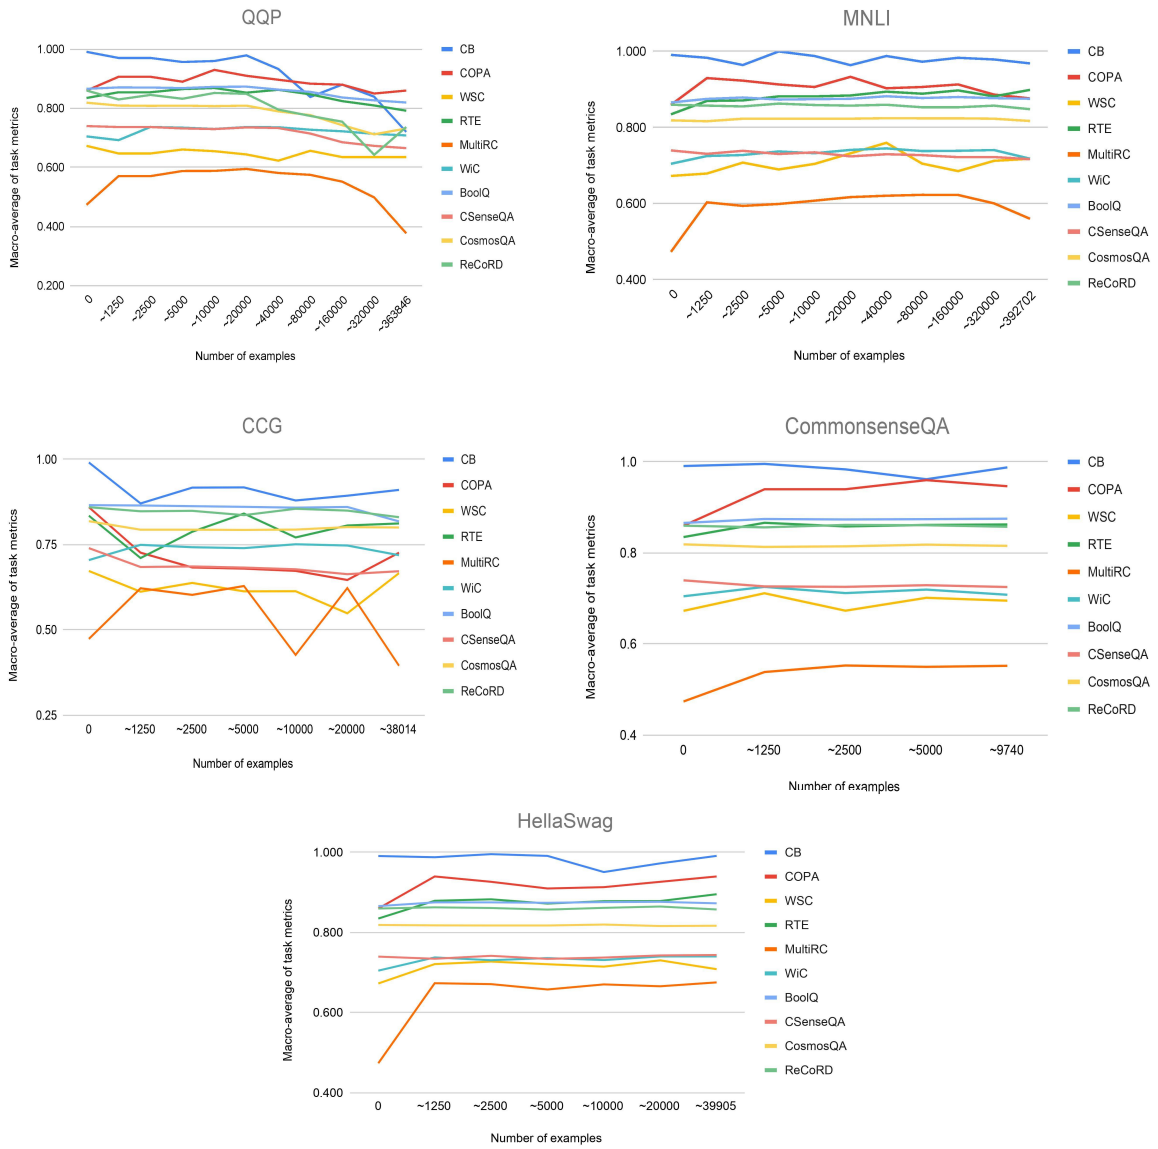 QQP
1.000
0.800
0.600
0.400
0.200
Macro-average of task metrics
0
~1250
~2500
~5000
~10000
~20000
~40000
~80000
~160000
~320000
~363846
Number of examples
CB
COPA
WSC
RTE
MultiRC
WiC
BoolQ
CSenseQA
CosmosQA
ReCoRD
MNLI
1.000
0.800
0.600
0.400
Macro-average of task metrics
0
~1250
~2500
~5000
~10000
~20000
~40000
~80000
~160000
~320000
~392702
Number of examples
CB
COPA
WSC
RTE
MultiRC
WiC
BoolQ
CSenseQA
CosmosQA
ReCoRD
CCG
1.00
0.75
0.50
0.25
Macro-average of task metrics
0
~1250
~2500
~5000
~10000
~20000
~38014
Number of examples
CB
COPA
WSC
RTE
MultiRC
WiC
BoolQ
CSenseQA
CosmosQA
ReCoRD
CommonsenseQA
1.0
0.8
0.6
0.4
Macro-average of task metrics
0
~1250
~2500
~5000
~9740
Number of examples
CB
COPA
WSC
RTE
MultiRC
WiC
BoolQ
CSenseQA
CosmosQA
ReCoRD
HellaSwag
1.000
0.800
0.600
0.400
Macro-average of task metrics
0
~1250
~2500
~5000
~10000
~20000
~39905
Number of examples
CB
COPA
WSC
RTE
MultiRC
WiC
BoolQ
CSenseQA
CosmosQA
ReCoRD